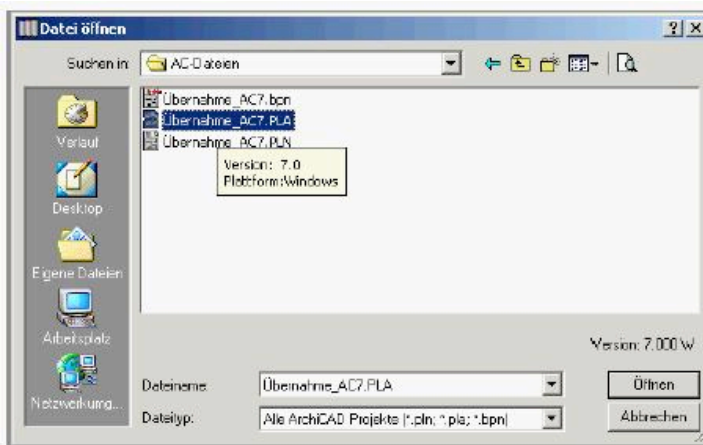 Datei öffnen
Suchen in: AC-Dateien
Übernahme_AC7.bpn
Übernahme_AC7.PLA
Übernahme_AC7.PLN
Version: 7.0
Plattform:Windows
Verlauf
Desktop
Eigene Dateien
Arbeitsplatz
Netzwerkumg...
Version: 7.000 W
Dateiname: Übernahme_AC7.PLA Öffnen
Dateityp: Alle ArchiCAD Projekte (*.pln; *.pla; *.bpn) Abbrechen